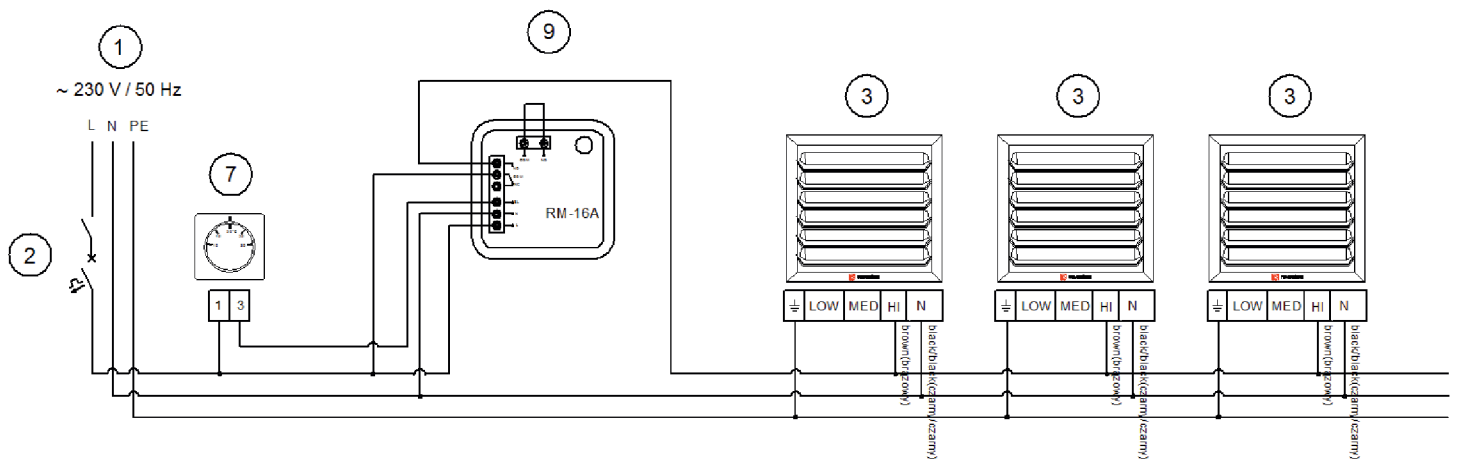 1
9
~ 230 V / 50 Hz
3
3
3
L N PE
7
RM-16A
2
1 3
LOW MED HI N
LOW MED HI N
LOW MED HI N
brown(brązowy)
black/black(czarny/czarny)
brown(brązowy)
black/black(czarny/czarny)
brown(brązowy)
black/black(czarny/czarny)